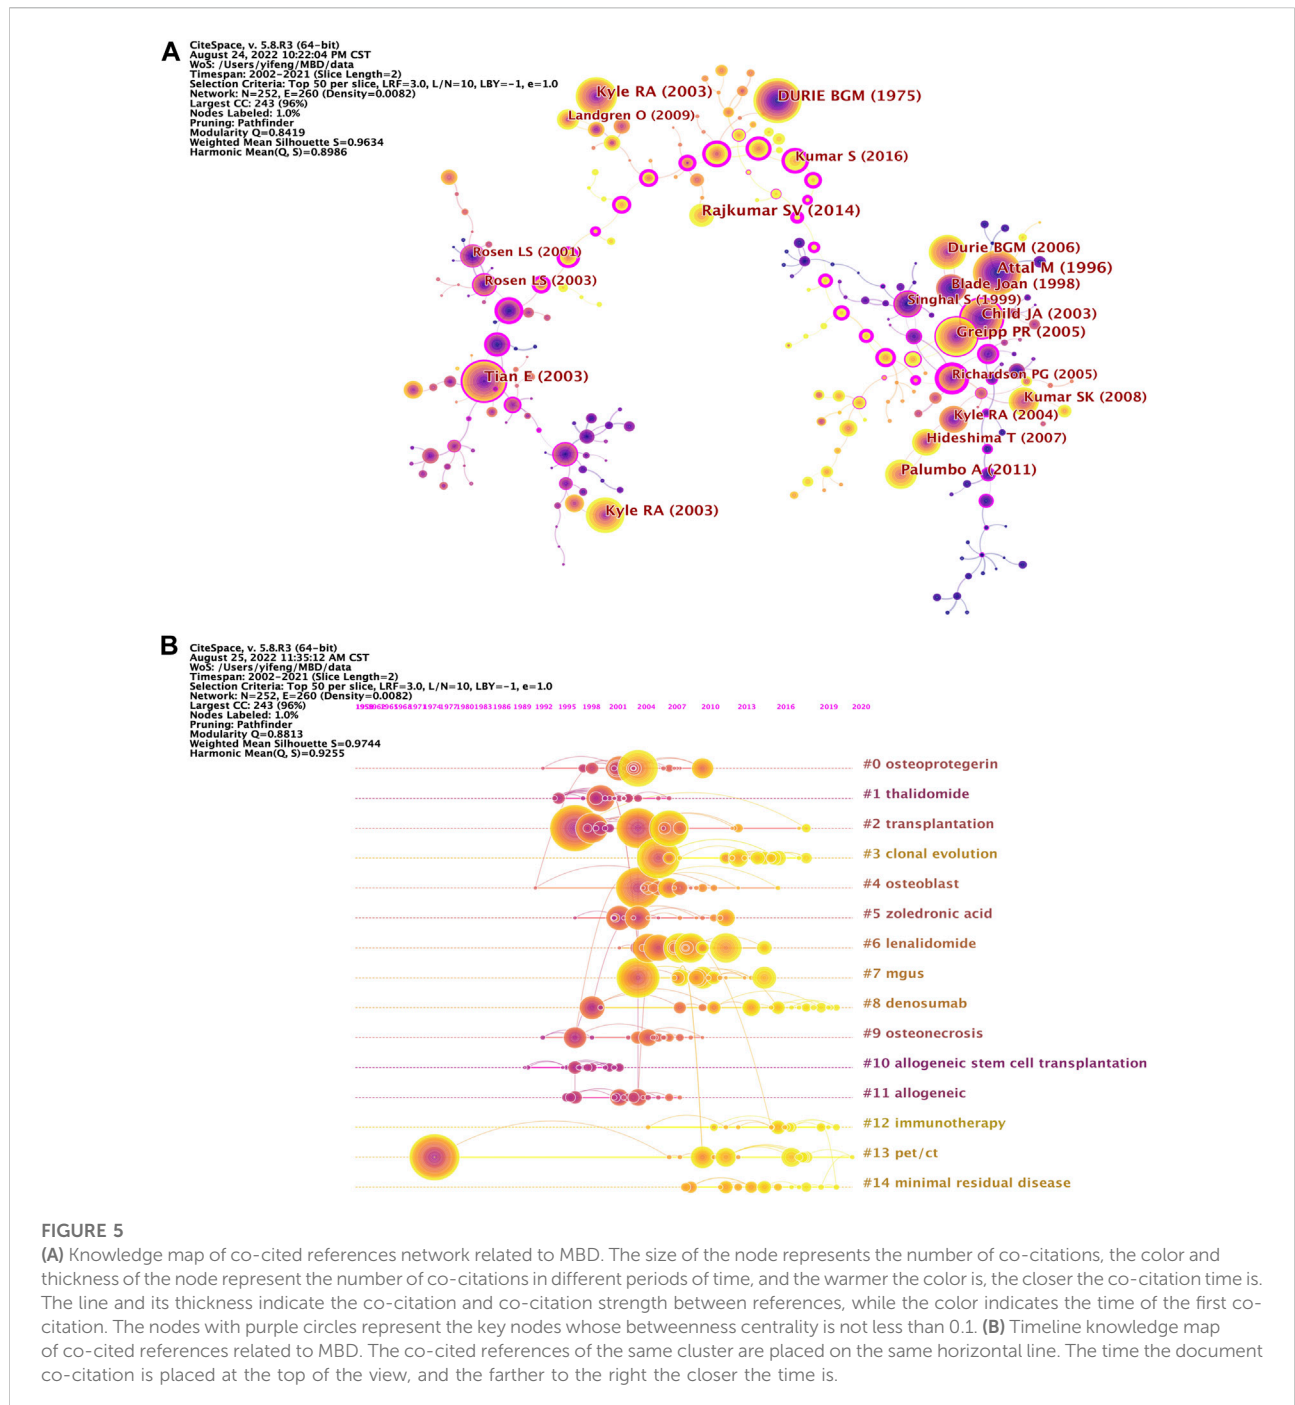 A
CiteSpace, v. 5.8.R3 (64-bit)
August 24, 2022 10:22:04 PM CST
WoS: /Users/yifeng/MBD/data
Timespan: 2002-2021 (Slice Length=2)
Selection Criteria: Top 50 per slice, LRF=3.0, L/N=10, LBY=-1, e=1.0
Network: N=252, E=260 (Density=0.0082)
Largest CC: 243 (96%)
Nodes Labeled: 1.0%
Pruning: Pathfinder
Modularity Q=0.8419
Weighted Mean Silhouette S=0.9634
Harmonic Mean(Q, S)=0.8986
Kyle RA (2003)
DURIE BGM (1975)
Landgren O (2009)
Kumar S (2016)
Rajkumar SV (2014)
Rosen LS (2001)
Rosen LS (2003)
Durie BGM (2006)
Attal M (1996)
Blade Joan (1998)
Singhal S (1999)
Child JA (2003)
Greipp PR (2005)
Tian E (2003)
Richardson PG (2005)
Kumar SK (2008)
Kyle RA (2004)
Hideshima T (2007)
Palumbo A (2011)
Kyle RA (2003)
B
CiteSpace, v. 5.8.R3 (64-bit)
August 25, 2022 11:35:12 AM CST
WoS: /Users/yifeng/MBD/data
Timespan: 2002-2021 (Slice Length=2)
Selection Criteria: Top 50 per slice, LRF=3.0, L/N=10, LBY=-1, e=1.0
Network: N=252, E=260 (Density=0.0082)
Largest CC: 243 (96%)
Nodes Labeled: 1.0%
Pruning: Pathfinder
Modularity Q=0.8813
Weighted Mean Silhouette S=0.9744
Harmonic Mean(Q, S)=0.9255
1968 1971 1974 1977 1980 1983 1986 1989 1992 1995 1998 2001 2004 2007 2010 2013 2016 2019 2020
#0 osteoprotegerin
#1 thalidomide
#2 transplantation
#3 clonal evolution
#4 osteoblast
#5 zoledronic acid
#6 lenalidomide
#7 mgus
#8 denosumab
#9 osteonecrosis
#10 allogeneic stem cell transplantation
#11 allogeneic
#12 immunotherapy
#13 pet/ct
#14 minimal residual disease
FIGURE 5
(A) Knowledge map of co-cited references network related to MBD. The size of the node represents the number of co-citations, the color and
thickness of the node represent the number of co-citations in different periods of time, and the warmer the color is, the closer the co-citation time is.
The line and its thickness indicate the co-citation and co-citation strength between references, while the color indicates the time of the first co-
citation. The nodes with purple circles represent the key nodes whose betweenness centrality is not less than 0.1. (B) Timeline knowledge map
of co-cited references related to MBD. The co-cited references of the same cluster are placed on the same horizontal line. The time the document
co-citation is placed at the top of the view, and the farther to the right the closer the time is.